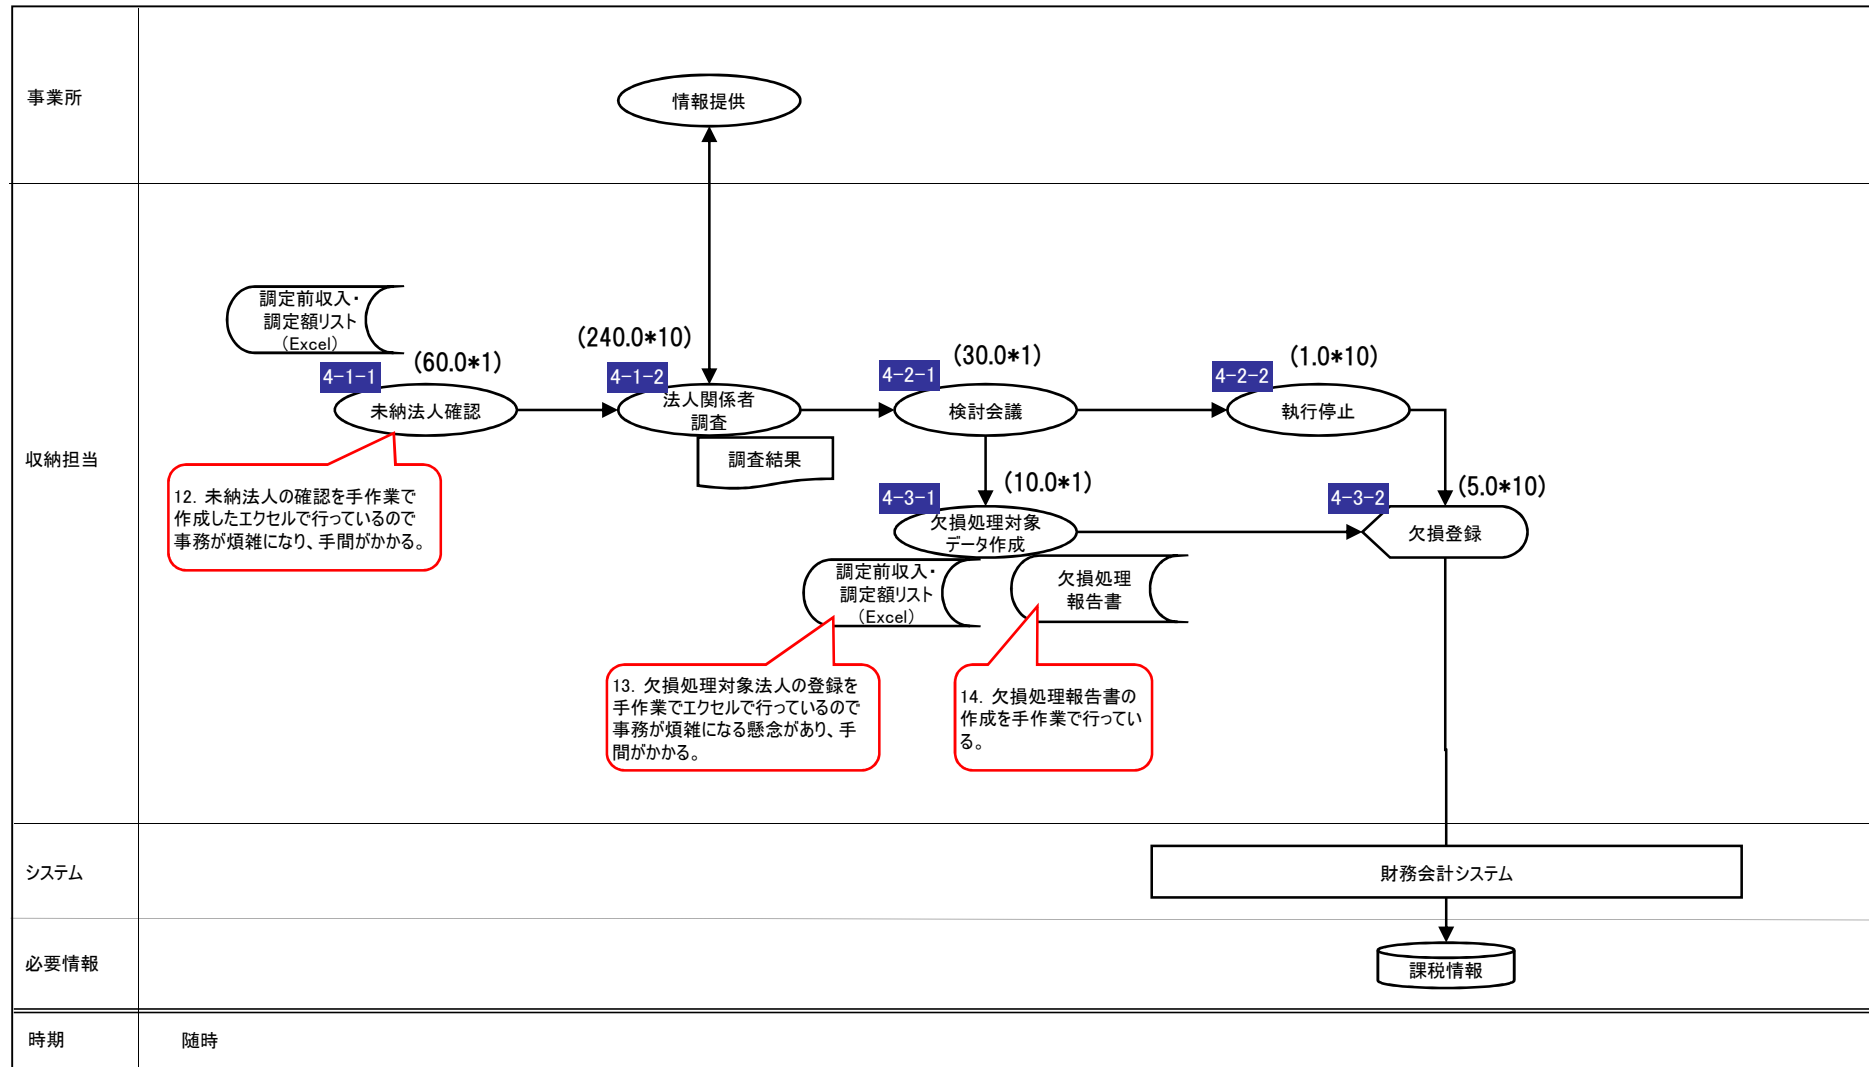 事業所
情報提供
収納担当
調定前収入・
調定額リスト
(Excel)
(60.0*1)
4-1-1
未納法人確認
12. 未納法人の確認を手作業で
作成したエクセルで行っているので
事務が煩雑になり、手間がかかる。
(240.0*10)
4-1-2
法人関係者
調査
調査結果
(30.0*1)
4-2-1
検討会議
(1.0*10)
4-2-2
執行停止
(10.0*1)
4-3-1
欠損処理対象
データ作成
(5.0*10)
4-3-2
欠損登録
調定前収入・
調定額リスト
(Excel)
欠損処理
報告書
13. 欠損処理対象法人の登録を
手作業でエクセルで行っているので
事務が煩雑になる懸念があり、手
間がかかる。
14. 欠損処理報告書の
作成を手作業で行ってい
る。
システム
財務会計システム
必要情報
課税情報
時期
随時